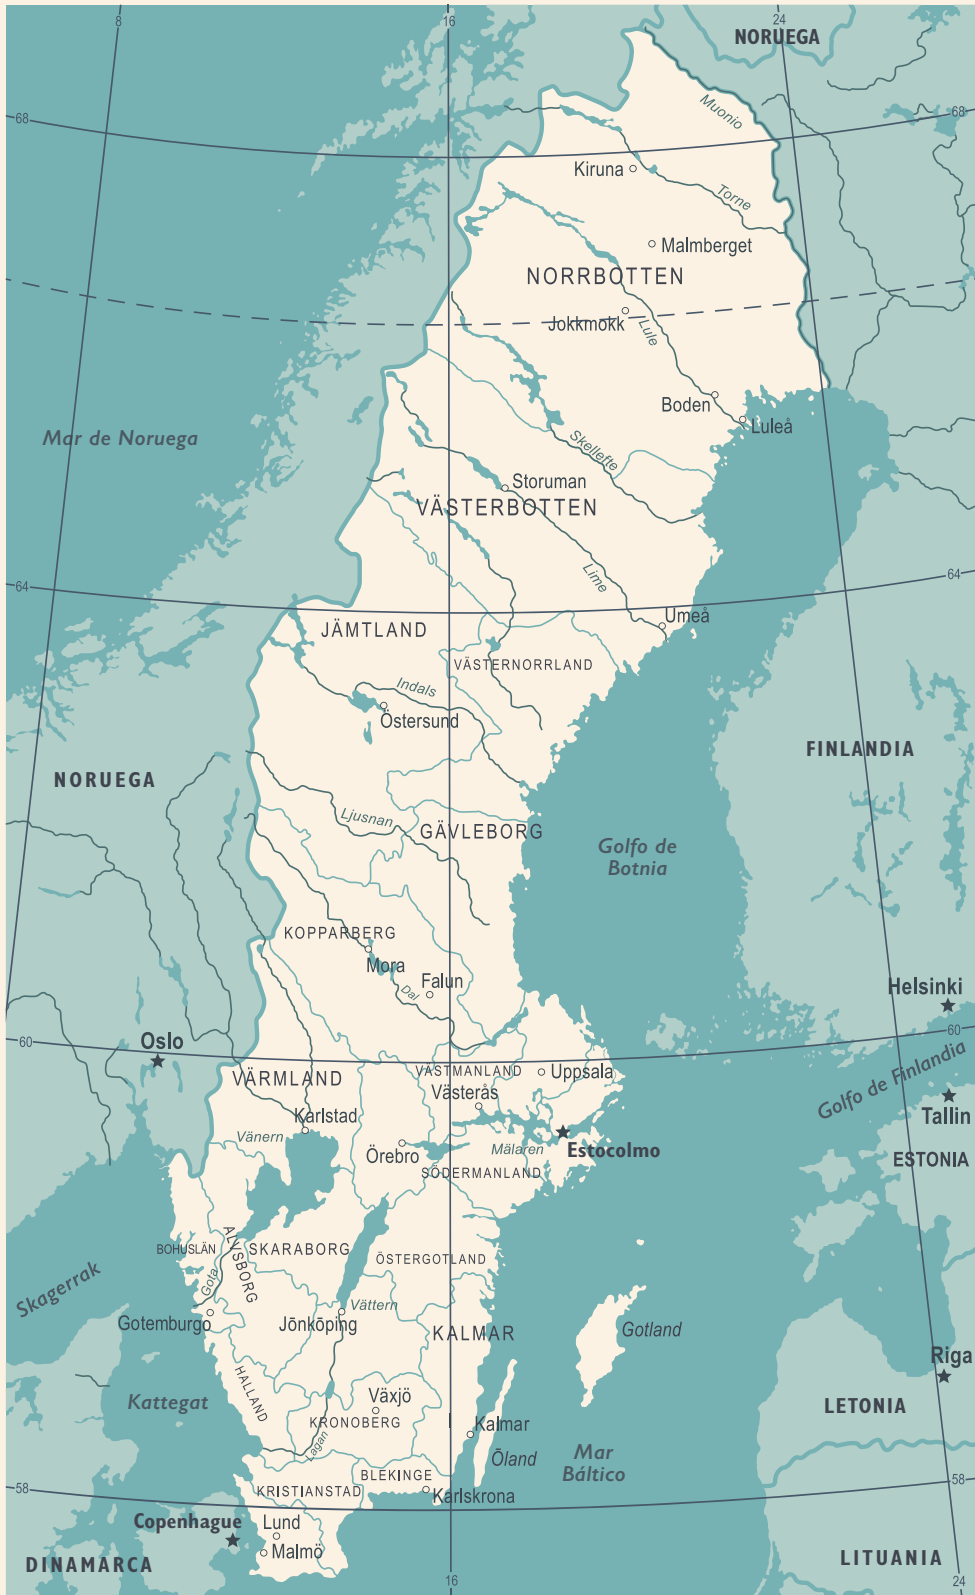 8
16
24
NORUEGA
68
68
Muonio
Kiruna
Torne
Malmberget
NORRBOTTEN
Jokkmokk
Lule
Boden
Luleå
Mar de Noruega
Skellefte
Storuman
VÄSTERBOTTEN
64
64
Lime
Umeå
JÄMTLAND
VÄSTERNORRLAND
Indals
Östersund
NORUEGA
FINLANDIA
Ljusnan
GÄVLEBORG
Golfo de
Botnia
KOPPARBERG
Mora
Falun
Dal
Helsinki
60
60
Oslo
VÄRMLAND
VÄSTMANLAND
Uppsala
Golfo de Finlandia
Västerås
Tallin
Karlstad
Vänern
Örebro
Mälaren
Estocolmo
SÖDERMANLAND
ESTONIA
BOHUSLÄN
ALVSBORG
SKARABORG
ÖSTERGOTLAND
Skagerrak
Gota
Vättern
Gotemburgo
Jōnkōping
KALMAR
Gotland
Riga
HALLAND
Kattegat
Växjö
KRONOBERG
LETONIA
Lagan
Kalmar
Ōland
Mar
Báltico
BLEKINGE
58
58
KRISTIANSTAD
Karlskrona
Copenhague
Lund
Malmö
DINAMARCA
LITUANIA
16
24